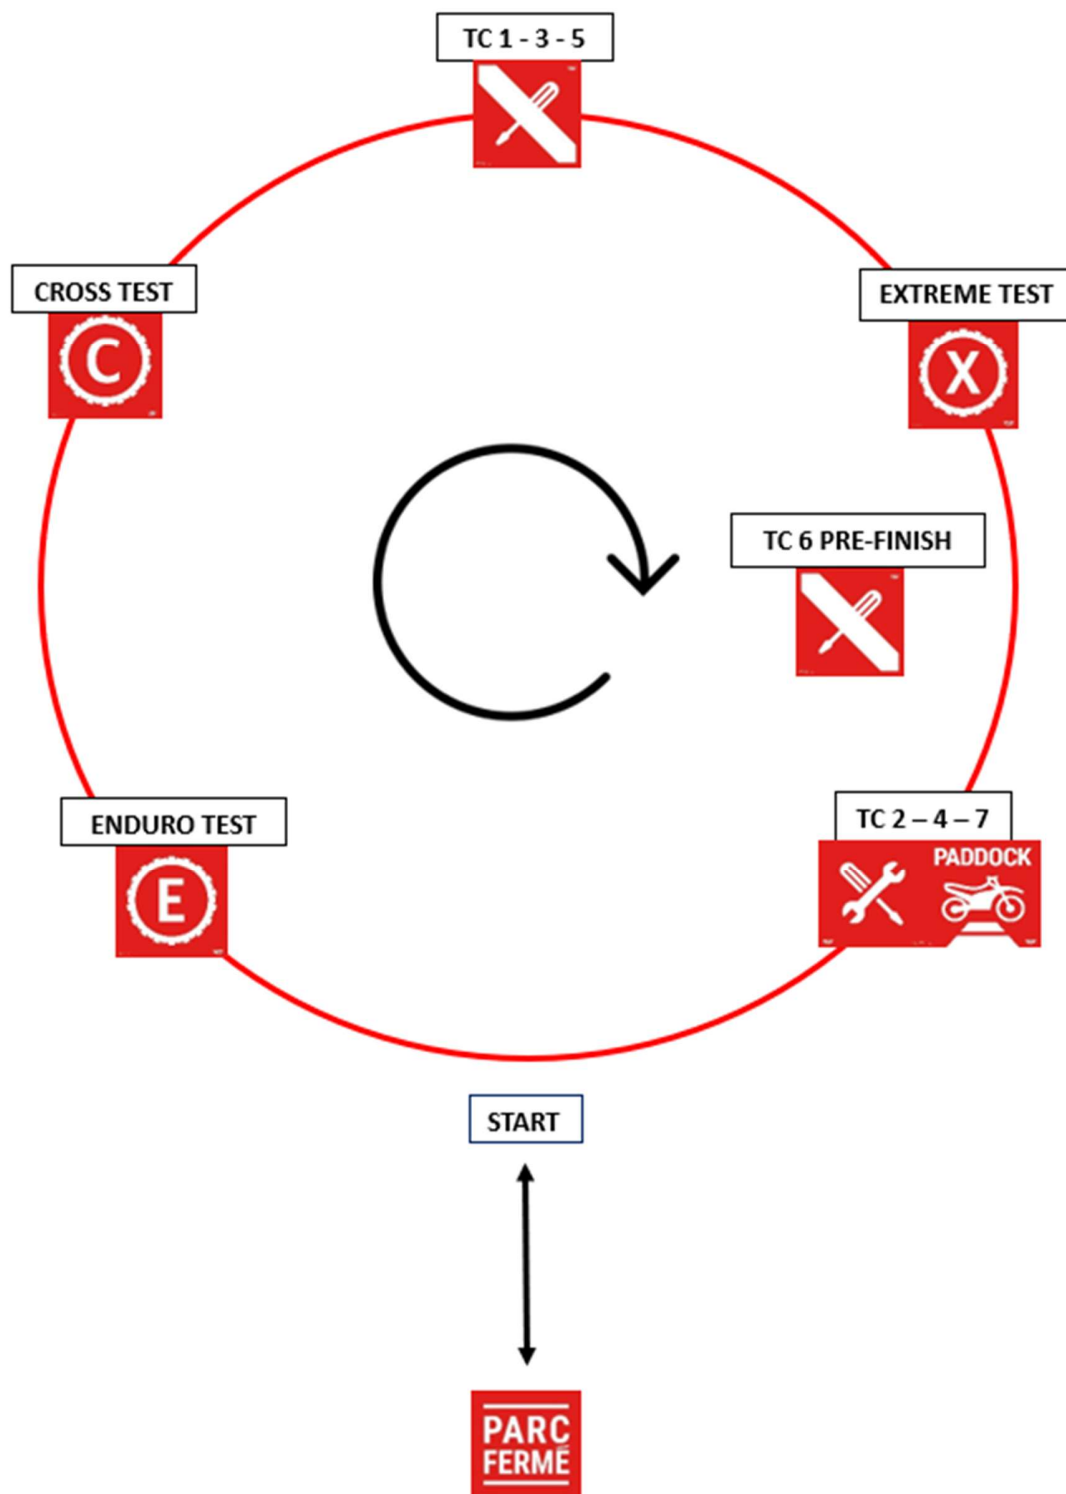 TC 1 - 3 - 5
CROSS TEST
C
EXTREME TEST
X
TC 6 PRE-FINISH
ENDURO TEST
E
TC 2 – 4 – 7
PADDOCK
START
PARC
FERMÉ